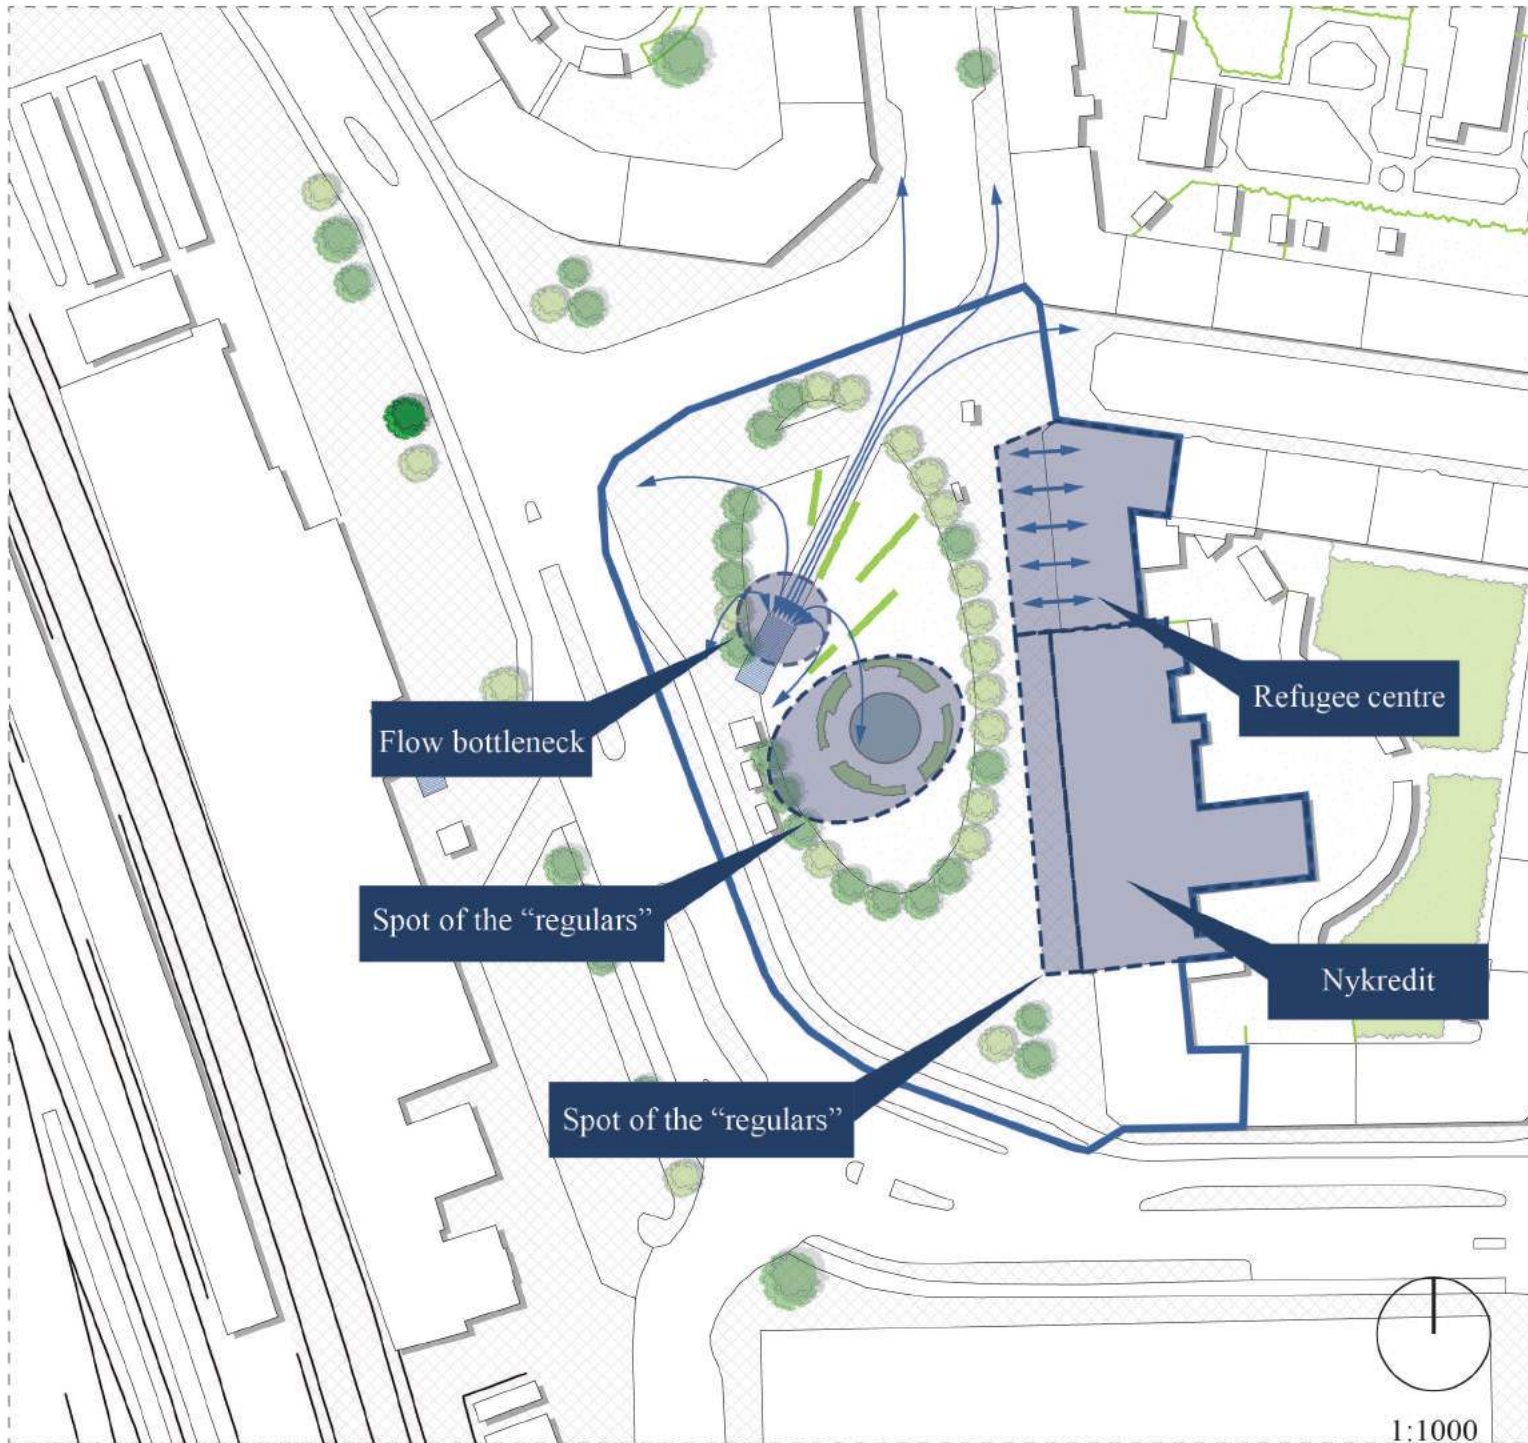 Refugee centre
Flow bottleneck
Spot of the “regulars”
Nykredit
Spot of the “regulars”
1:1000